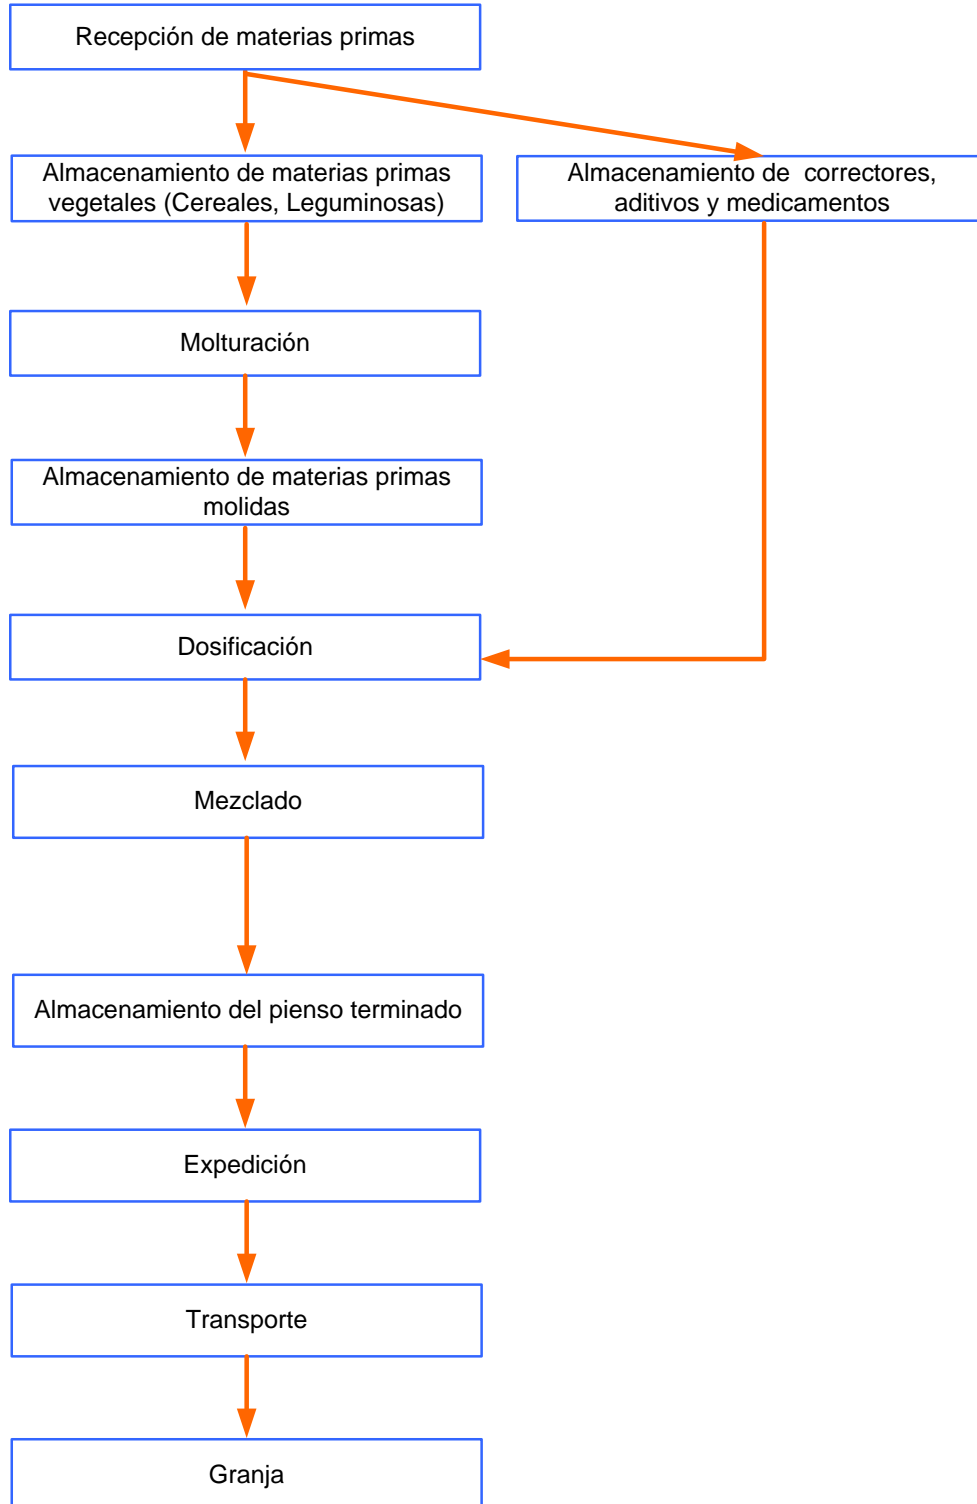 Recepción de materias primas
Almacenamiento de materias primas
vegetales (Cereales, Leguminosas)
Almacenamiento de  correctores,
aditivos y medicamentos
Molturación
Almacenamiento de materias primas
molidas
Dosificación
Mezclado
Almacenamiento del pienso terminado
Expedición
Transporte
Granja